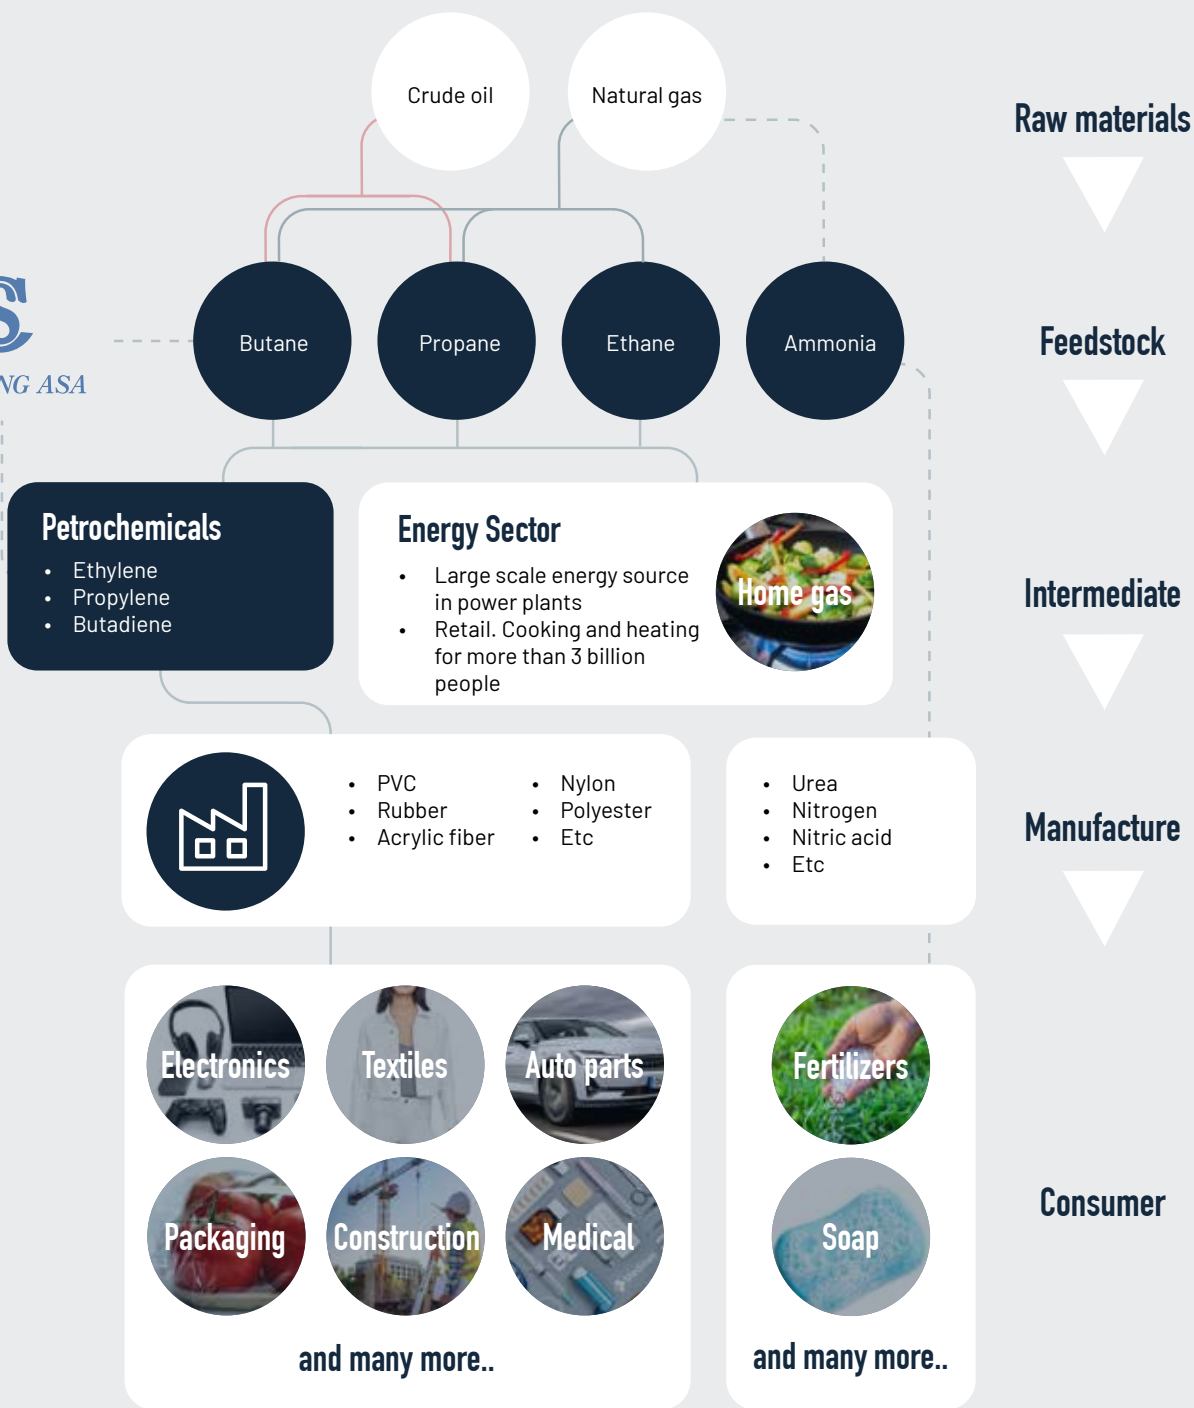 Crude oil
Natural gas
Raw materials
S
NG ASA
Butane
Propane
Ethane
Ammonia
Feedstock
Petrochemicals
• Ethylene
• Propylene
• Butadiene
Energy Sector
• Large scale energy source
in power plants
• Retail. Cooking and heating
for more than 3 billion
people
Home gas
Intermediate
• PVC
• Rubber
• Acrylic fiber
• Nylon
• Polyester
• Etc
• Urea
• Nitrogen
• Nitric acid
• Etc
Manufacture
Electronics
Textiles
Auto parts
Fertilizers
Packaging
Construction
Medical
Soap
Consumer
and many more..
and many more..